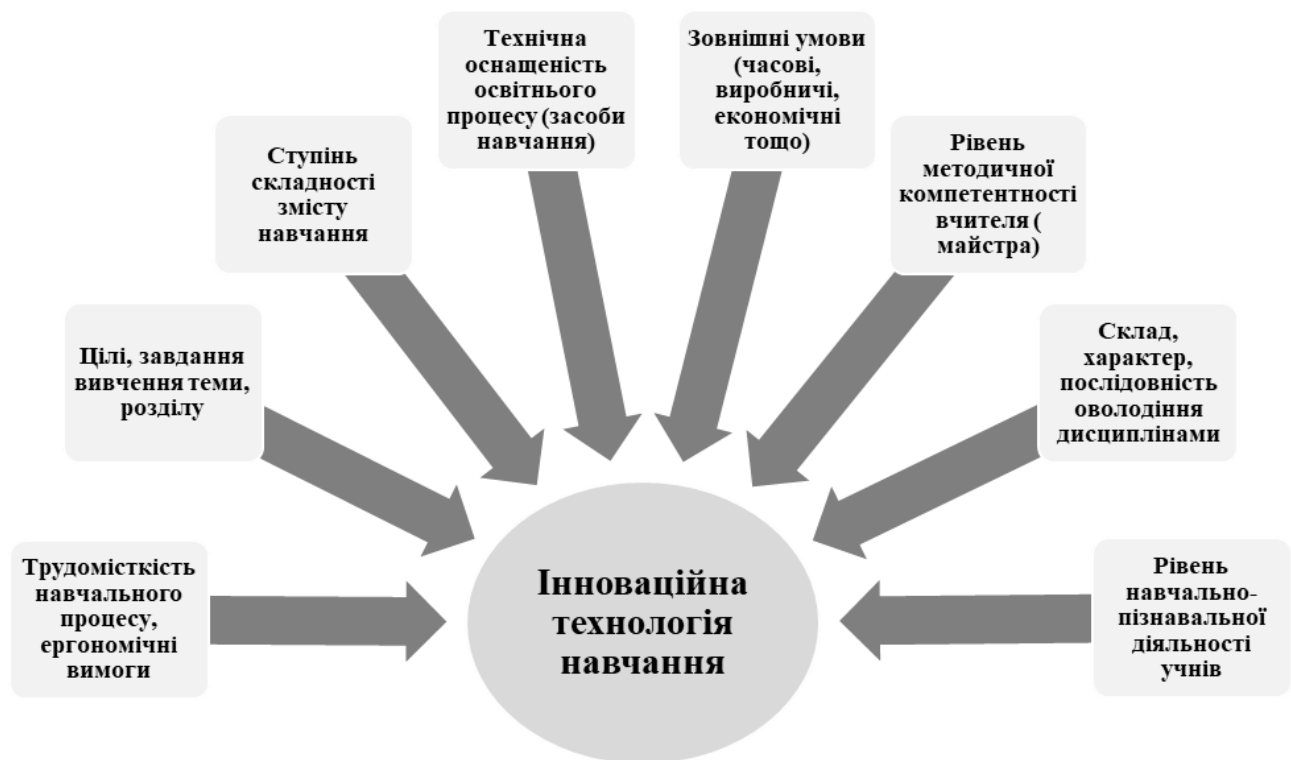 Трудомісткість
навчального
процесу,
ергономічні
вимоги
Цілі, завдання
вивчення теми,
розділу
Ступінь
складності
змісту
навчання
Технічна
оснащеність
освітнього
процесу (засоби
навчання)
Зовнішні умови
(часові,
виробничі,
економічні
тощо)
Рівень
методичної
компетентності
вчителя (
майстра)
Склад,
характер,
послідовність
оволодіння
дисциплінами
Рівень
навчально-
пізнавальної
діяльності
учнів
Інноваційна
технологія
навчання